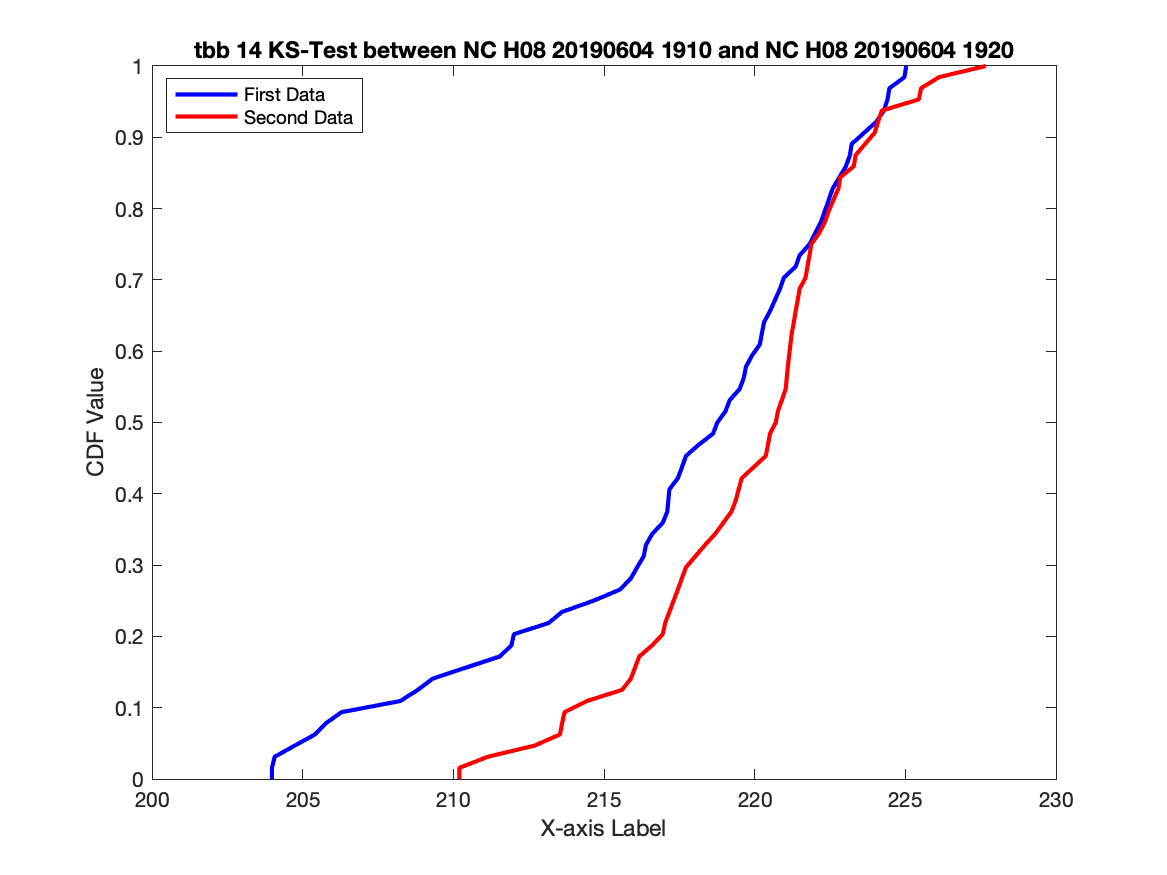 tbb 14 KS-Test between NC H08 20190604 1910 and NC H08 20190604 1920
First Data
Second Data
1
0.9
0.8
0.7
0.6
0.5
0.4
0.3
0.2
0.1
0
CDF Value
200 205 210 215 220 225 230
X-axis Label